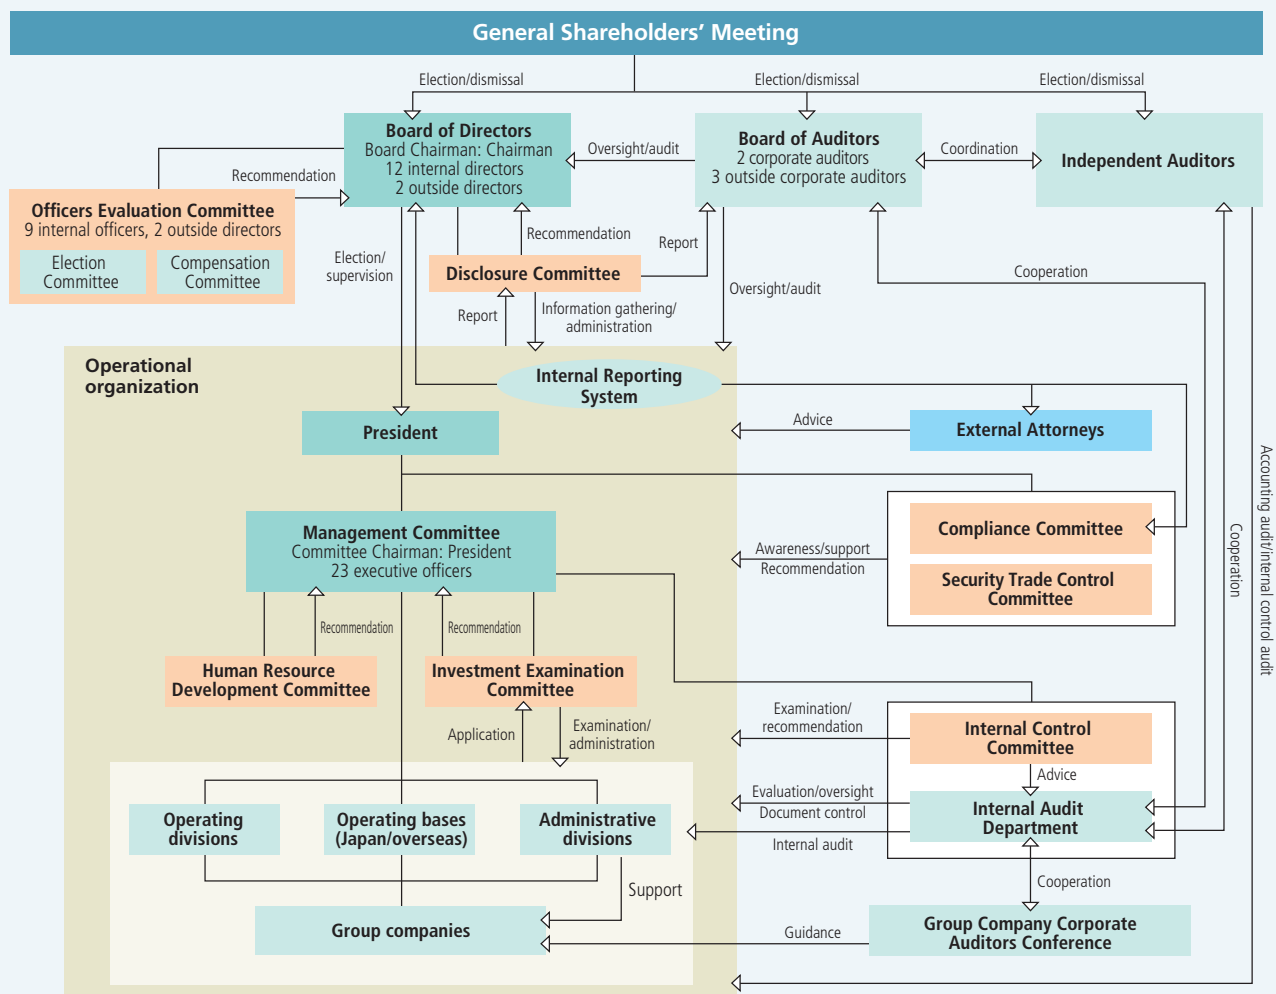 General Shareholders' Meeting
Election/dismissal
Election/dismissal
Election/dismissal
Board of Directors
Board Chairman: Chairman
12 internal directors
2 outside directors
Oversight/audit
Board of Auditors
2 corporate auditors
3 outside corporate auditors
Coordination
Independent Auditors
Recommendation
Officers Evaluation Committee
9 internal officers, 2 outside directors
Election
Committee
Compensation
Committee
Election/
supervision
Recommendation
Report
Disclosure Committee
Cooperation
Oversight/audit
Report
Information gathering/
administration
Operational
organization
Internal Reporting
System
President
Advice
External Attorneys
Accounting audit/internal control audit
Cooperation
Management Committee
Committee Chairman: President
23 executive officers
Awareness/support
Recommendation
Compliance Committee
Security Trade Control
Committee
Recommendation
Recommendation
Human Resource
Development Committee
Investment Examination
Committee
Application
Examination/
administration
Examination/
recommendation
Internal Control
Committee
Advice
Evaluation/oversight
Document control
Internal Audit
Department
Internal audit
Operating
divisions
Operating bases
(Japan/overseas)
Administrative
divisions
Support
Cooperation
Group companies
Guidance
Group Company Corporate
Auditors Conference